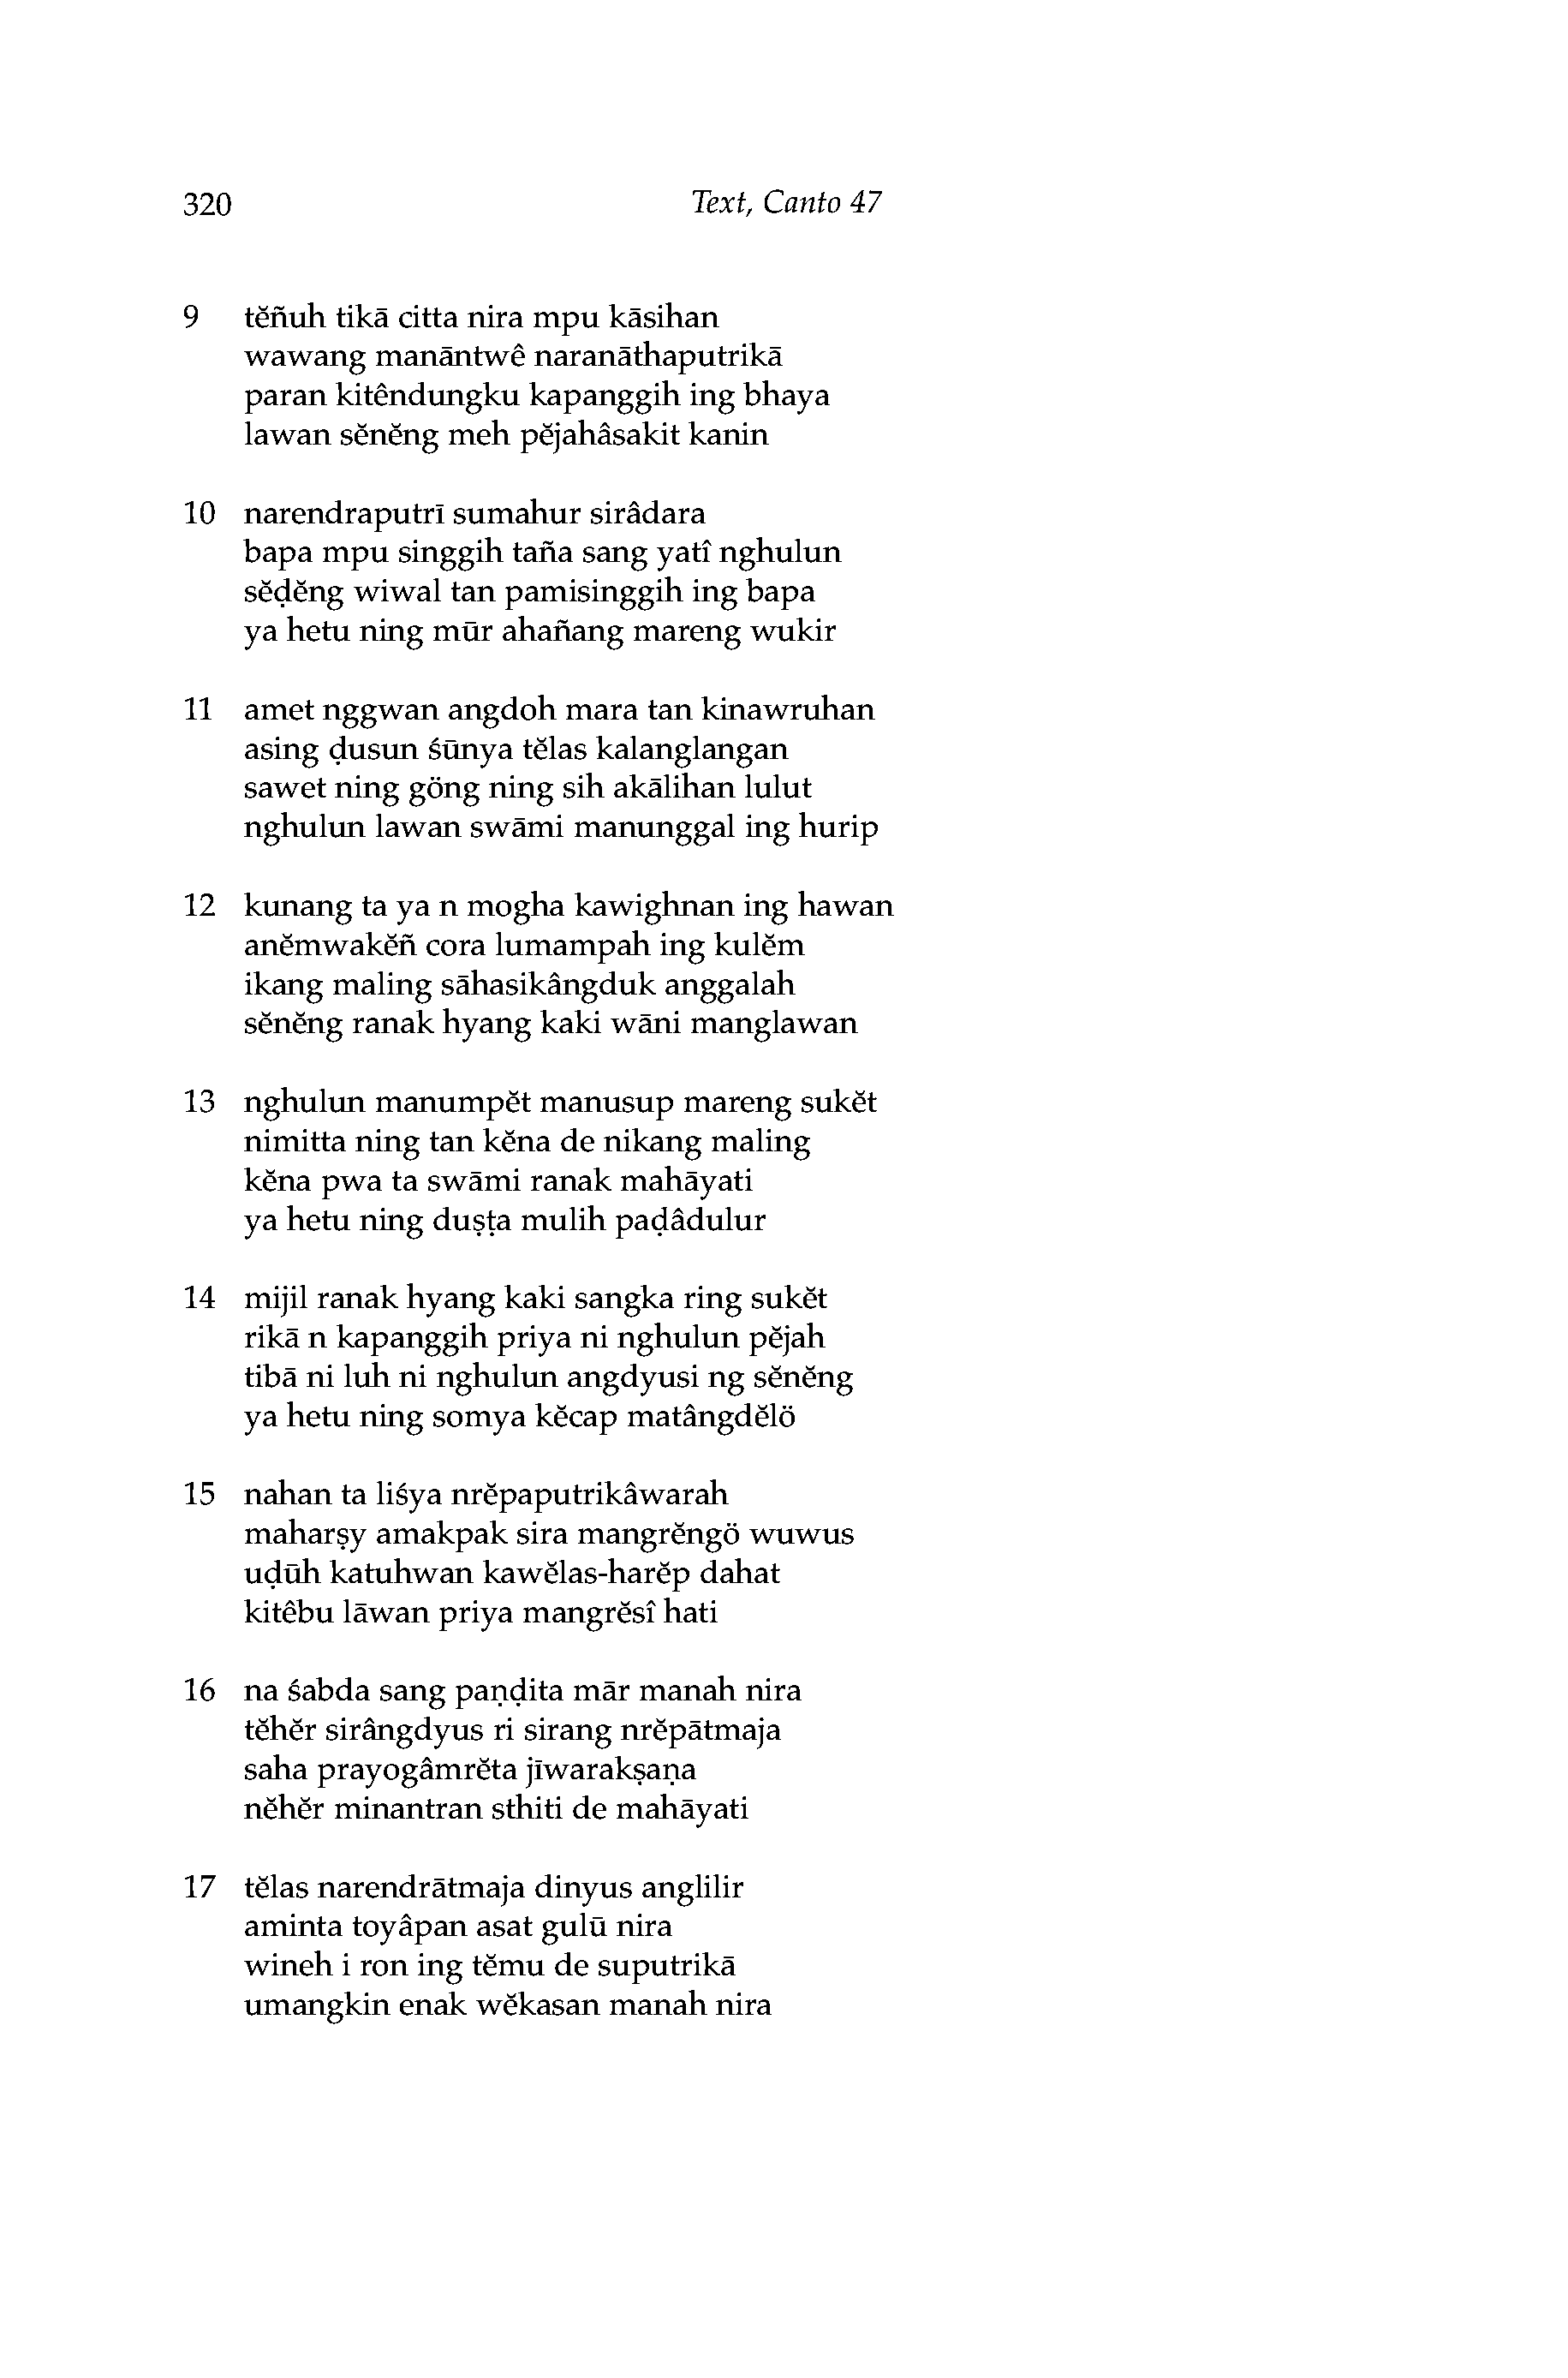 320 Text, Canto 47
9 tĕñuh tikā citta nira mpu kāsihan
wawang manāntwê naranāthaputrikā
paran kitêndungku kapanggih ing bhaya
lawan sĕnĕng meh pĕjahâsakit kanin
10 narendraputrī sumahur sirâdara
bapa mpu singgih taña sang yatî nghulun
sĕḍĕng wiwal tan pamisinggih ing bapa
ya hetu ning mūr ahañang mareng wukir
11 amet nggwan angdoh mara tan kinawruhan
asing ḍusun śūnya tĕlas kalanglangan
sawet ning göng ning sih akālihan lulut
nghulun lawan swāmi manunggal ing hurip
12 kunang ta ya n mogha kawighnan ing hawan
anĕmwakĕñ cora lumampah ing kulĕm
ikang maling sāhasikângduk anggalah
sĕnĕng ranak hyang kaki wāni manglawan
13 nghulun manumpĕt manusup mareng sukĕt
nimitta ning tan kĕna de nikang maling
kĕna pwa ta swāmi ranak mahāyati
ya hetu ning duṣṭa mulih paḍâdulur
14 mijil ranak hyang kaki sangka ring sukĕt
rikā n kapanggih priya ni nghulun pĕjah
tibā ni luh ni nghulun angdyusi ng sĕnĕng
ya hetu ning somya kĕcap matângdĕlö
15 nahan ta liśya nrĕpaputrikâwarah
maharṣy amakpak sira mangrĕngö wuwus
uḍūh katuhwan kawĕlas-harĕp dahat
kitêbu lāwan priya mangrĕsî hati
16 na śabda sang paṇḍita mār manah nira
tĕhĕr sirângdyus ri sirang nrĕpātmaja
saha prayogâmrĕta jīwarakṣaṇa
nĕhĕr minantran sthiti de mahāyati
17 tĕlas narendrātmaja dinyus anglilir
aminta toyâpan asat gulū nira
wineh i ron ing tĕmu de suputrikā
umangkin enak wĕkasan manah nira